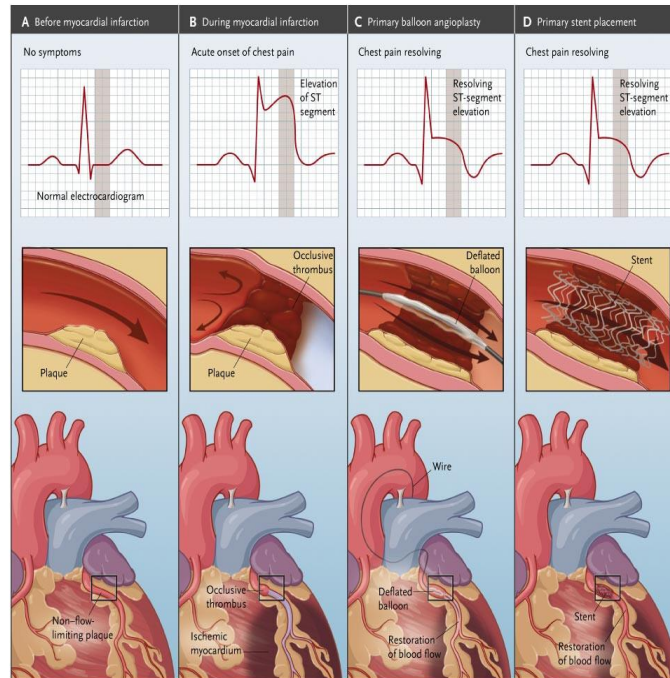 A Before myocardial infarction
B During myocardial infarction
C Primary balloon angioplasty
D Primary stent placement
No symptoms
Acute onset of chest pain
Chest pain resolving
Chest pain resolving
Normal electrocardiogram
Elevation
of ST
segment
Resolving
ST-segment
elevation
Resolving
ST-segment
elevation
Plaque
Occlusive
thrombus
Plaque
Deflated
balloon
Stent
Non–flow-
limiting plaque
Occlusive
thrombus
Ischemic
myocardium
Wire
Deflated
balloon
Restoration
of blood flow
Stent
Restoration
of blood flow